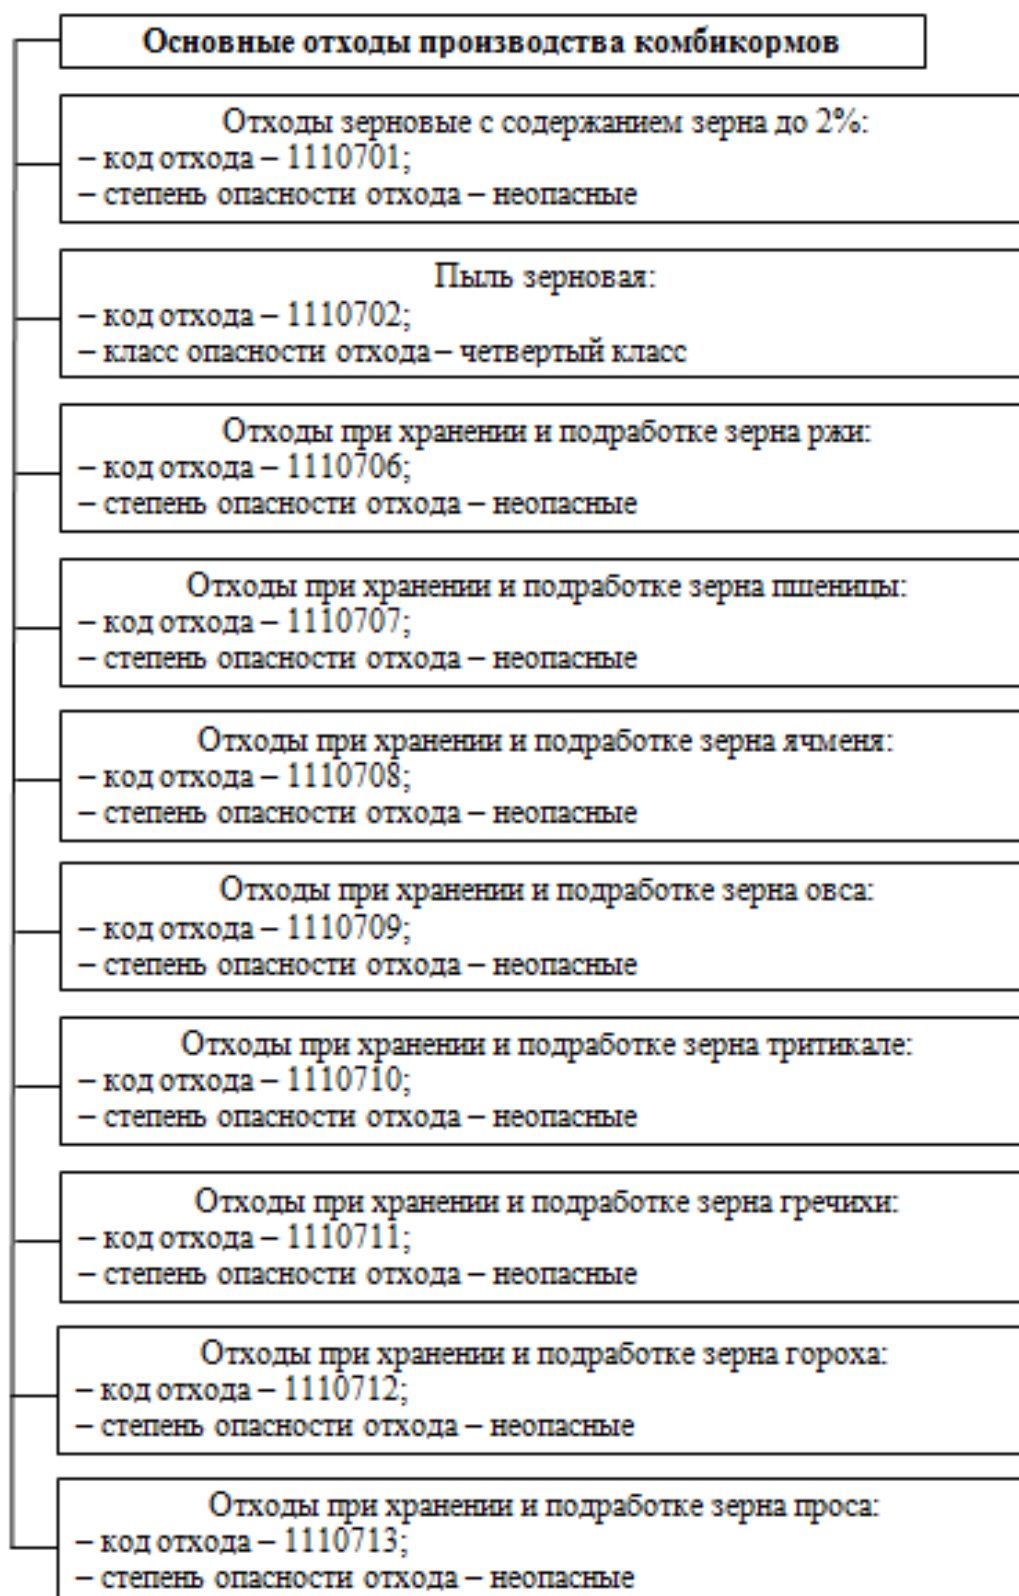 Основные отходы производства комбикормов
Отходы зерновые с содержанием зерна до 2%:
– код отхода – 1110701;
– степень опасности отхода – неопасные
Пыль зерновая:
– код отхода – 1110702;
– класс опасности отхода – четвертый класс
Отходы при хранении и подработке зерна ржи:
– код отхода – 1110706;
– степень опасности отхода – неопасные
Отходы при хранении и подработке зерна пшеницы:
– код отхода – 1110707;
– степень опасности отхода – неопасные
Отходы при хранении и подработке зерна ячменя:
– код отхода – 1110708;
– степень опасности отхода – неопасные
Отходы при хранении и подработке зерна овса:
– код отхода – 1110709;
– степень опасности отхода – неопасные
Отходы при хранении и подработке зерна тритикале:
– код отхода – 1110710;
– степень опасности отхода – неопасные
Отходы при хранении и подработке зерна гречихи:
– код отхода – 1110711;
– степень опасности отхода – неопасные
Отходы при хранении и подработке зерна гороха:
– код отхода – 1110712;
– степень опасности отхода – неопасные
Отходы при хранении и подработке зерна проса:
– код отхода – 1110713;
– степень опасности отхода – неопасные